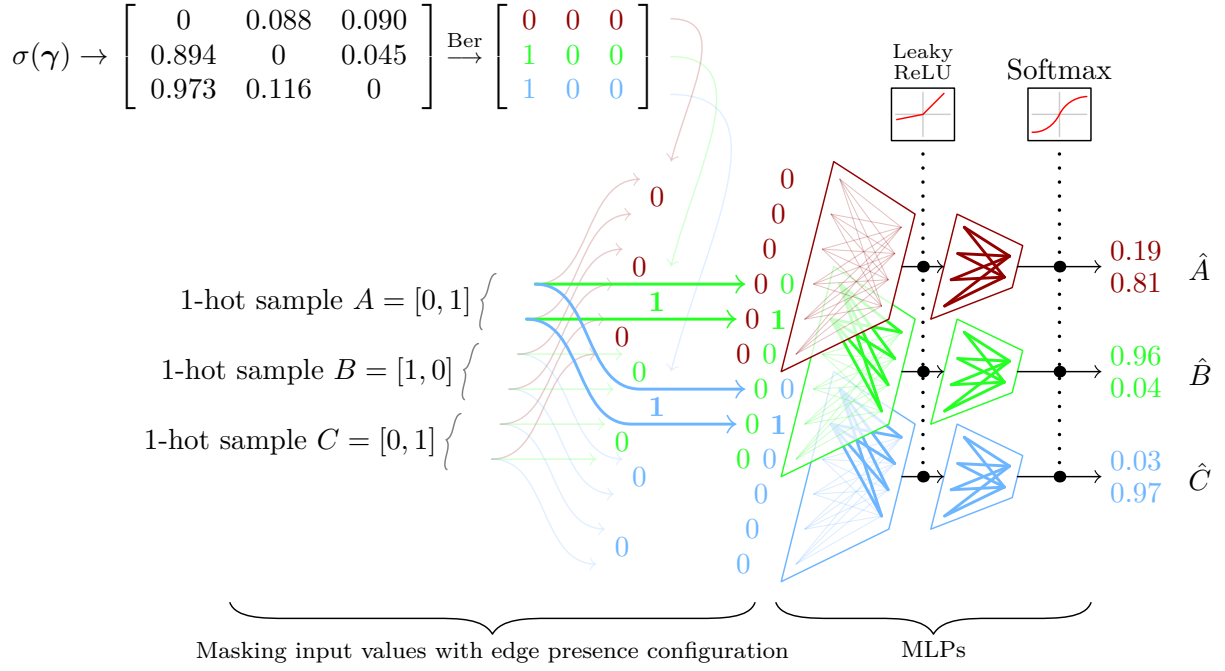 σ(γ) → [ 0 0.088 0.090
0.894 0 0.045
0.973 0.116 0 ]
Ber
→
[ 0 0 0
1 0 0
1 0 0 ]
Leaky
ReLU
Softmax
0
0
0
0
0
0
0
0
0
0
1
0
0
0
0
1
0
0
0
0
1-hot sample A = [0, 1] {
1-hot sample B = [1, 0] {
1-hot sample C = [0, 1] {
0
0
1
0
0
1
0
0
0
0.19
0.81
Â
0.96
0.04
B̂
0.03
0.97
Ĉ
Masking input values with edge presence configuration
MLPs